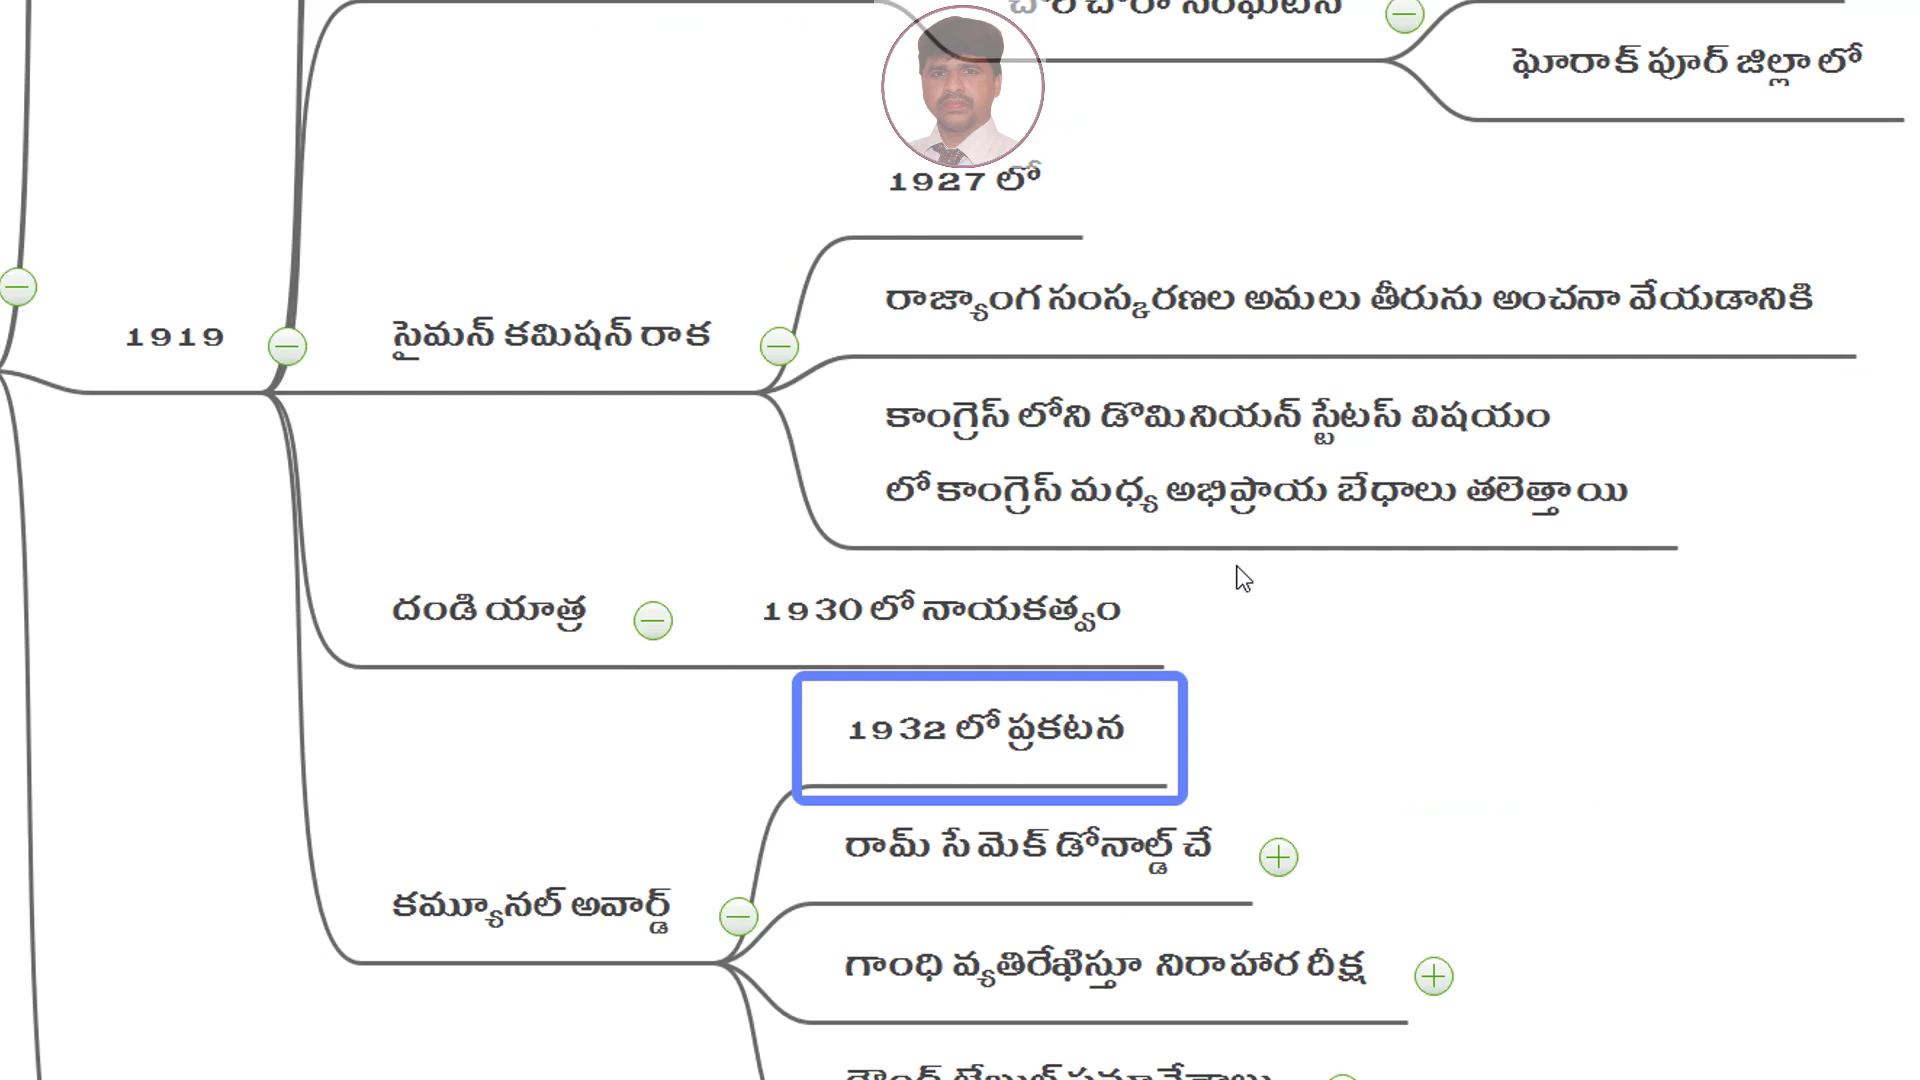 ఘోరాక్ పూర్ జిల్లా లో
1927 లో
రాజ్యాంగ సంస్కరణల అమలు తీరును అంచనా వేయడానికి
1919
సైమన్ కమిషన్ రాక
కాంగ్రెస్ లోని డొమినియన్ స్టేటస్ విషయం
లో కాంగ్రెస్ మధ్య అభిప్రాయ బేధాలు తలెత్తాయి
దండి యాత్ర
1930 లో నాయకత్వం
1932 లో ప్రకటన
రామ్ సే మెక్ డోనాల్డ్ చే
కమ్యూనల్ అవార్డ్
గాంధి వ్యతిరేఖిస్తూ నిరాహార దీక్ష